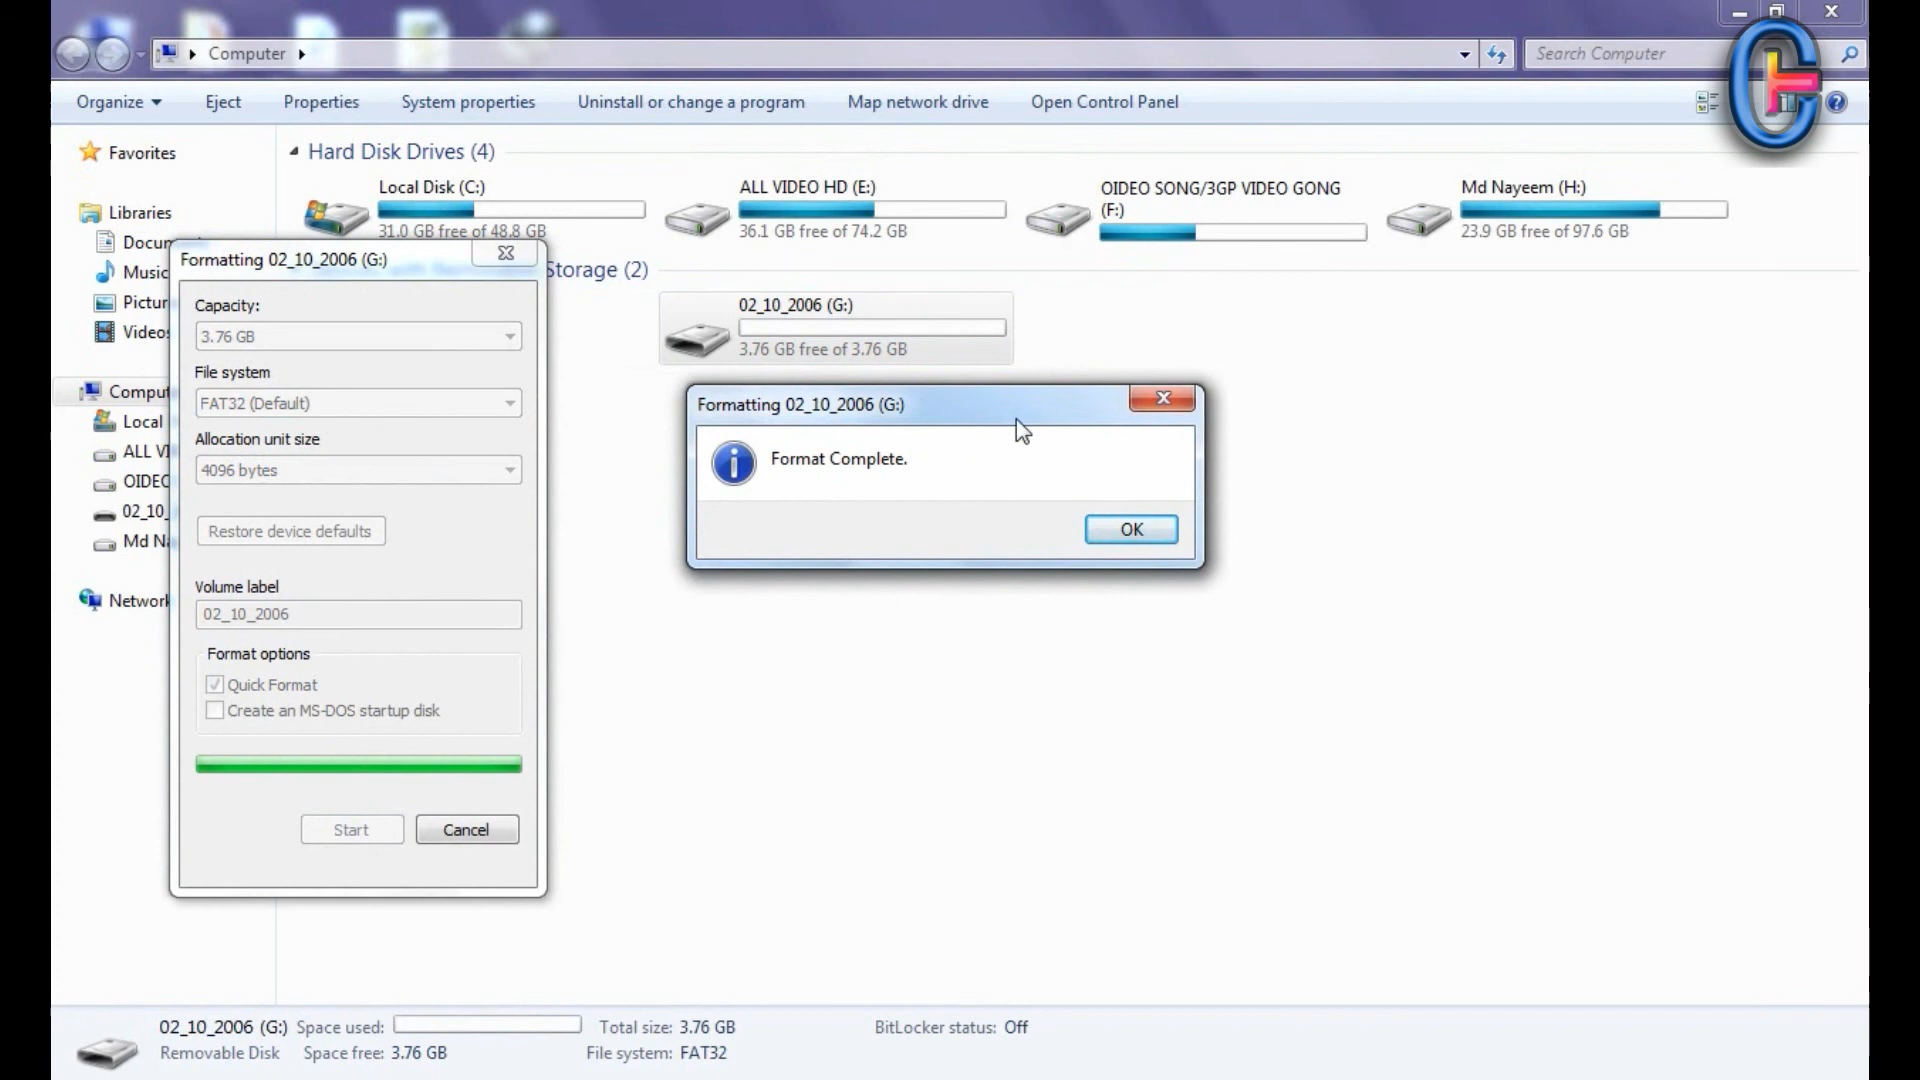 Computer
Search Computer
Organize
Eject
Properties
System properties
Uninstall or change a program
Map network drive
Open Control Panel
Favorites
Libraries
Music
Hard Disk Drives (4)
Local Disk (C:)
31.0 GB free of 48.8 GB
ALL VIDEO HD (E:)
36.1 GB free of 74.2 GB
OIDEO SONG/3GP VIDEO GONG
(F:)
Md Nayeem (H:)
23.9 GB free of 97.6 GB
Storage (2)
02_10_2006 (G:)
3.76 GB free of 3.76 GB
Local
Formatting 02_10_2006 (G:)
Capacity:
3.76 GB
File system
FAT32 (Default)
Allocation unit size
4096 bytes
Restore device defaults
Volume label
02_10_2006
Format options
Quick Format
Create an MS-DOS startup disk
Start
Cancel
Formatting 02_10_2006 (G:)
Format Complete.
OK
02_10_2006 (G:) Space used:
Total size: 3.76 GB
BitLocker status: Off
Removable Disk
Space free: 3.76 GB
File system: FAT32